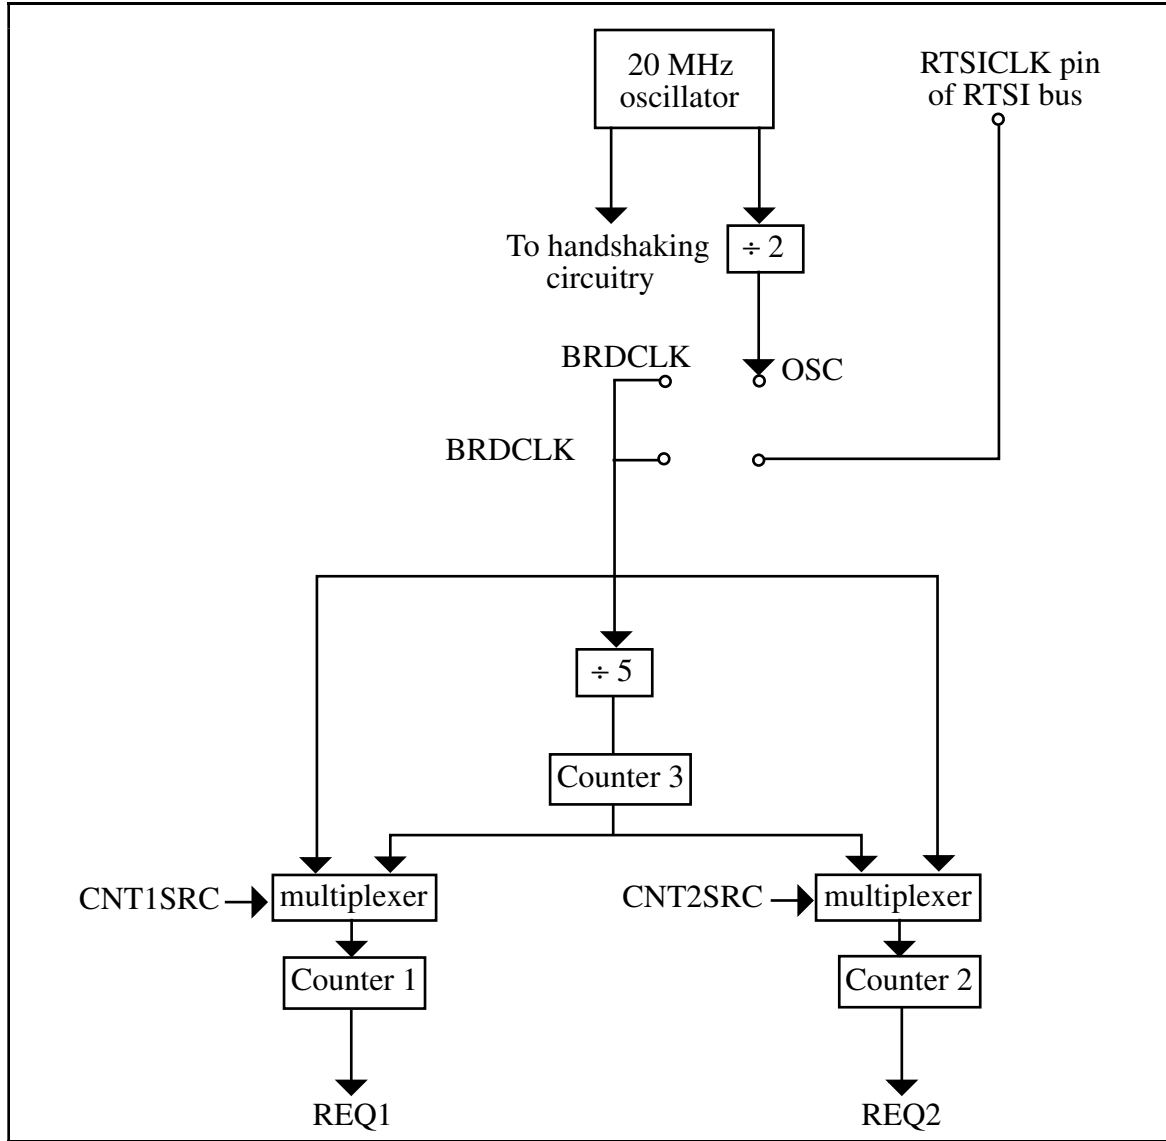 20 MHz
oscillator
RTSICLK pin
of RTSI bus
To handshaking
circuitry
÷ 2
BRDCLK
OSC
BRDCLK
÷ 5
Counter 3
CNT1SRC
multiplexer
CNT2SRC
multiplexer
Counter 1
Counter 2
REQ1
REQ2